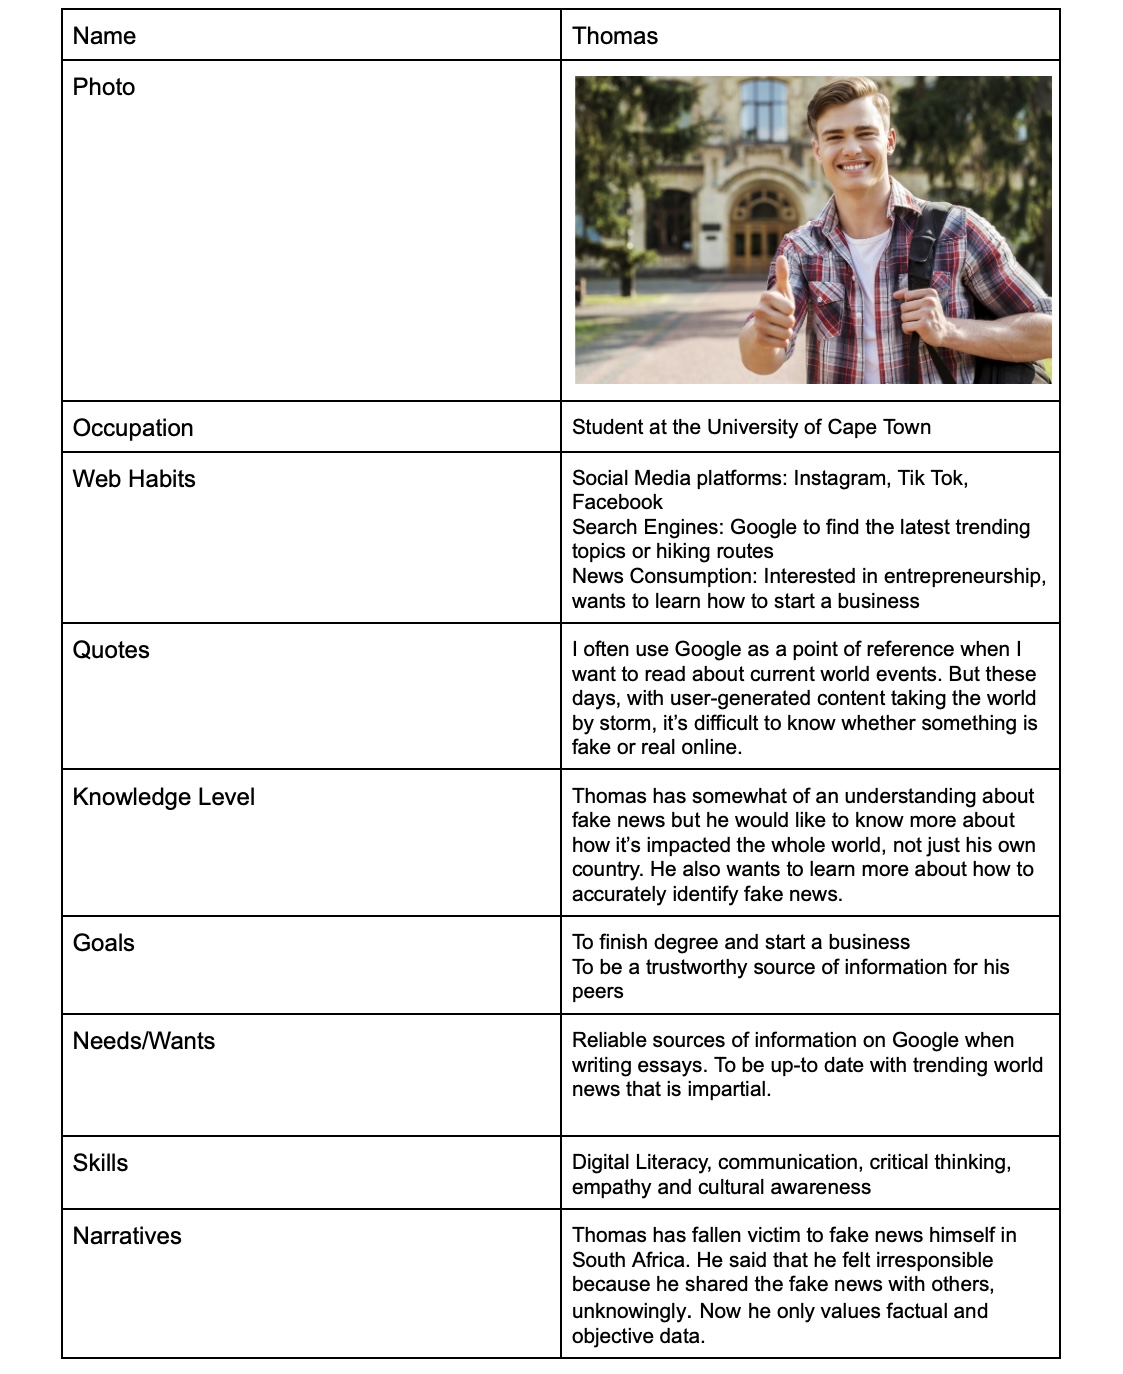 Name
Thomas
Photo
Occupation
Student at the University of Cape Town
Web Habits
Social Media platforms: Instagram, Tik Tok,
Facebook
Search Engines: Google to find the latest trending
topics or hiking routes
News Consumption: Interested in entrepreneurship,
wants to learn how to start a business
Quotes
I often use Google as a point of reference when I
want to read about current world events. But these
days, with user-generated content taking the world
by storm, it’s difficult to know whether something is
fake or real online.
Knowledge Level
Thomas has somewhat of an understanding about
fake news but he would like to know more about
how it’s impacted the whole world, not just his own
country. He also wants to learn more about how to
accurately identify fake news.
Goals
To finish degree and start a business
To be a trustworthy source of information for his
peers
Needs/Wants
Reliable sources of information on Google when
writing essays. To be up-to date with trending world
news that is impartial.
Skills
Digital Literacy, communication, critical thinking,
empathy and cultural awareness
Narratives
Thomas has fallen victim to fake news himself in
South Africa. He said that he felt irresponsible
because he shared the fake news with others,
unknowingly. Now he only values factual and
objective data.